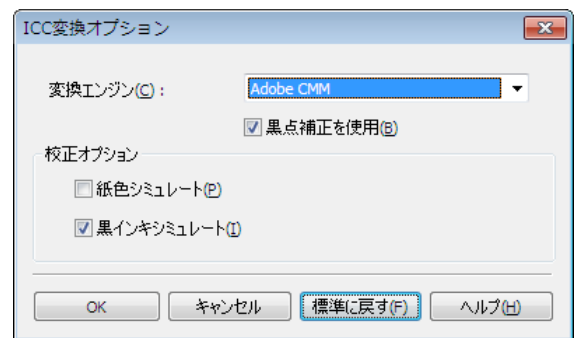 ICC変換オプション
変換エンジン(C) : Adobe CMM
黒点補正を使用(B)
校正オプション
紙色シミュレート(P)
黒インキシミュレート(I)
OK キャンセル 標準に戻す(F) ヘルプ(H)